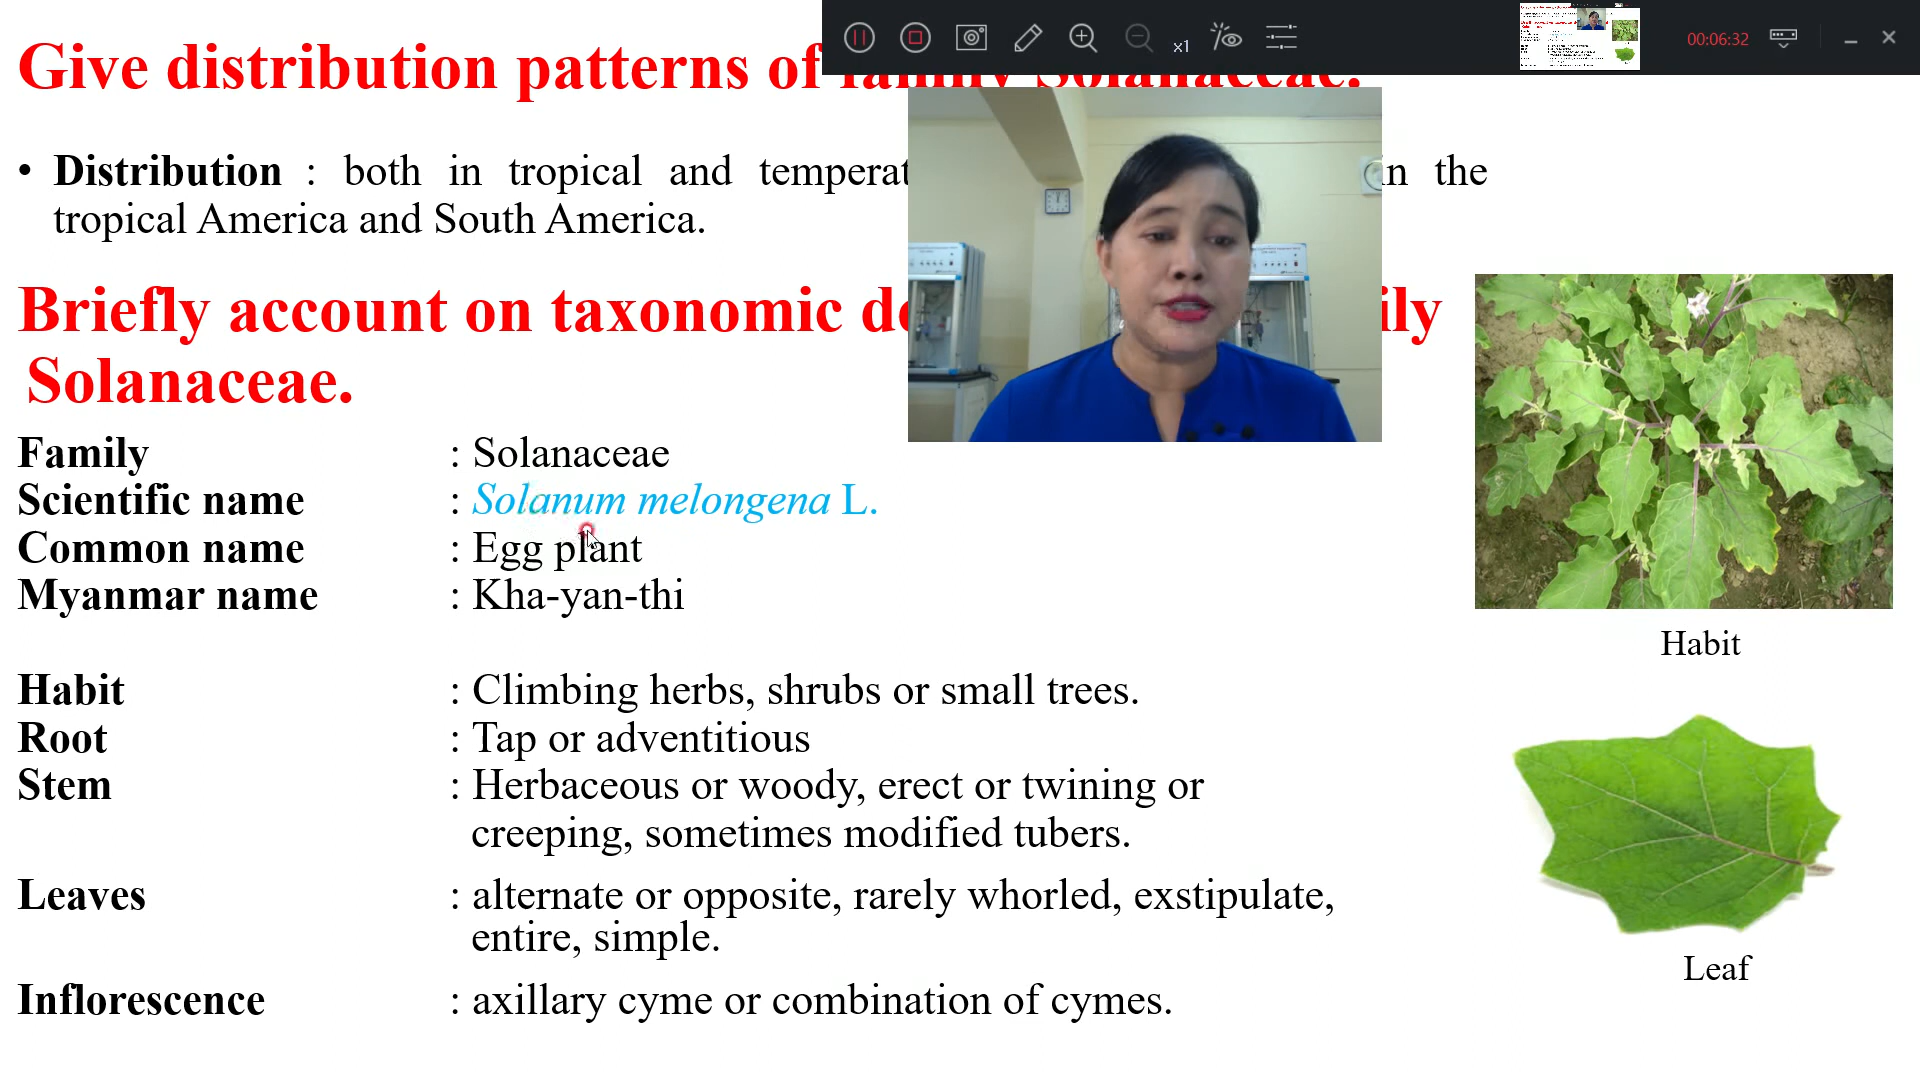 Give distribution patterns of family Solanaceae.
x1
00:06:32
• Distribution : both in tropical and in the
tropical America and South America.
Briefly account on taxonomic
Solanaceae.
Family : Solanaceae
Scientific name : Solanum melongena L.
Common name : Egg plant
Myanmar name : Kha-yan-thi
Habit : Climbing herbs, shrubs or small trees.
Root : Tap or adventitious
Stem : Herbaceous or woody, erect or twining or
creeping, sometimes modified tubers.
Leaves : alternate or opposite, rarely whorled, exstipulate,
entire, simple.
Inflorescence : axillary cyme or combination of cymes.
Habit
Leaf